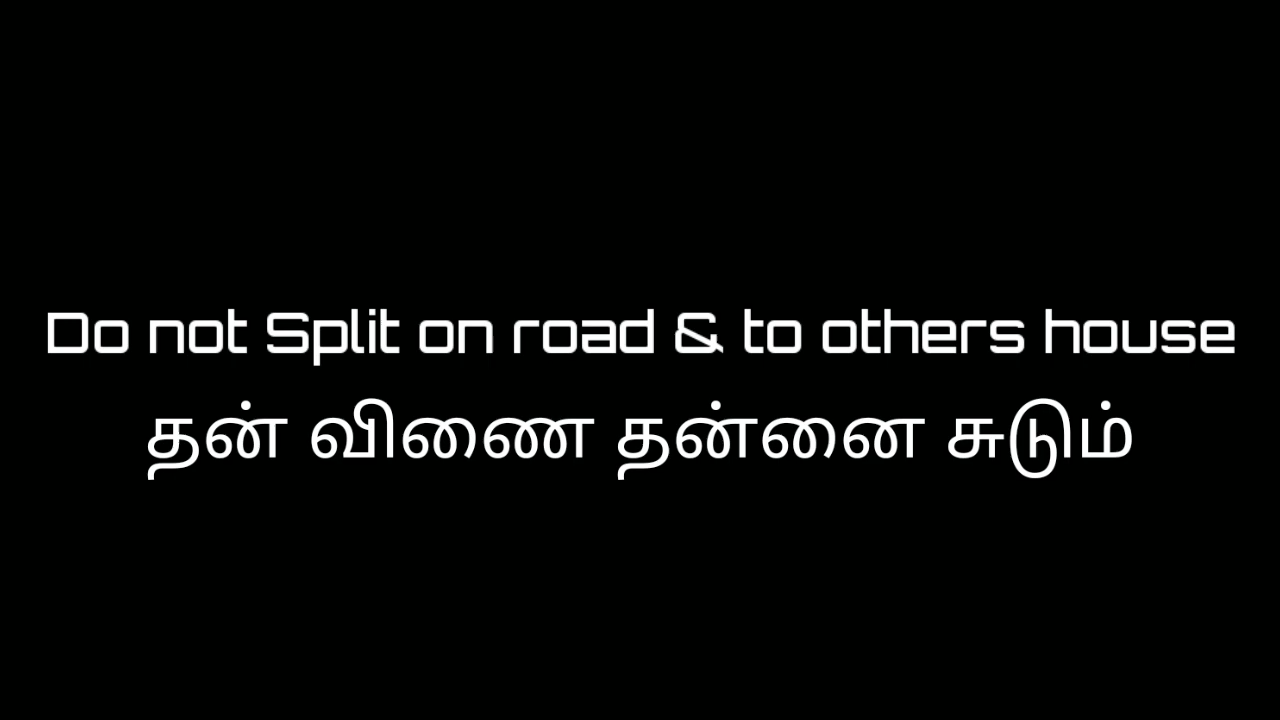 Do not Split on road & to others house
தன் விணை தன்னை சுடும்